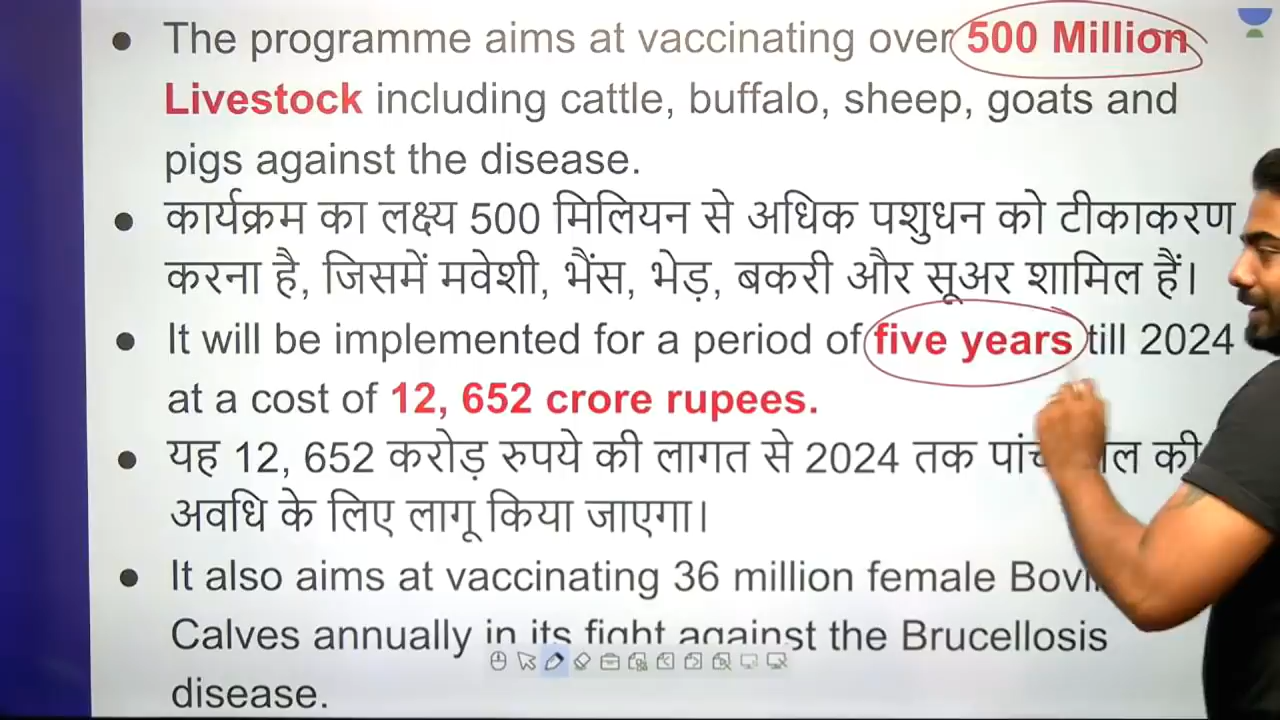 The programme aims at vaccinating over 500 Million
Livestock including cattle, buffalo, sheep, goats and
pigs against the disease.
कार्यक्रम का लक्ष्य 500 मिलियन से अधिक पशुधन को टीकाकरण
करना है, जिसमें मवेशी, भैंस, भेड़, बकरी और सूअर शामिल हैं।
It will be implemented for a period of five years till 2024
at a cost of 12, 652 crore rupees.
यह 12, 652 करोड़ रुपये की लागत से 2024 तक की
अवधि के लिए लागू किया जाएगा।
It also aims at vaccinating 36 million female
Calves annually in its fight against the Brucellosis
disease.